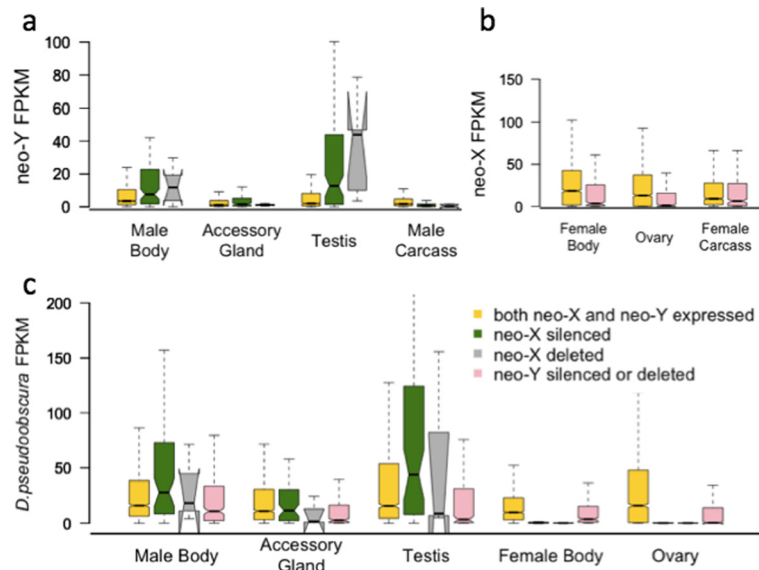 a
neo-Y FPKM
100
80
60
40
20
0
Male Body
Accessory Gland
Testis
Male Carcass
b
neo-X FPKM
150
100
50
0
Female Body
Ovary
Female Carcass
c
D.pseudoobscura FPKM
200
150
100
50
0
both neo-X and neo-Y expressed
neo-X silenced
neo-X deleted
neo-Y silenced or deleted
Male Body
Accessory Gland
Testis
Female Body
Ovary